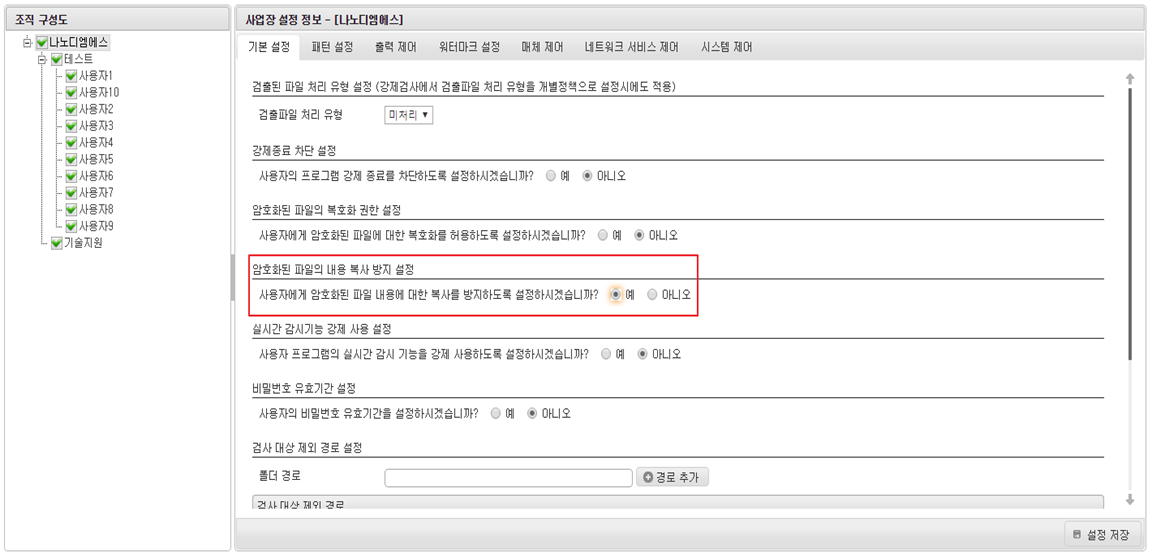 조직 구성도
나노디엠에스
테스트
사용자1
사용자10
사용자2
사용자3
사용자4
사용자5
사용자6
사용자7
사용자8
사용자9
기술지원
사업장 설정 정보 - [나노디엠에스]
기본 설정 패턴 설정 출력 제어 워터마크 설정 매체 제어 네트워크 서비스 제어 시스템 제어
검출된 파일 처리 유형 설정 (강제검사에서 검출파일 처리 유형을 개별정책으로 설정시에도 적용)
검출파일 처리 유형 미처리
강제종료 차단 설정
사용자의 프로그램 강제 종료를 차단하도록 설정하시겠습니까? 예 아니오
암호화된 파일의 복호화 권한 설정
사용자에게 암호화된 파일에 대한 복호화를 허용하도록 설정하시겠습니까? 예 아니오
암호화된 파일의 내용 복사 방지 설정
사용자에게 암호화된 파일 내용에 대한 복사를 방지하도록 설정하시겠습니까? 예 아니오
실시간 감시기능 강제 사용 설정
사용자 프로그램의 실시간 감시 기능을 강제 사용하도록 설정하시겠습니까? 예 아니오
비밀번호 유효기간 설정
사용자의 비밀번호 유효기간을 설정하시겠습니까? 예 아니오
검사 대상 제외 경로 설정
폴더 경로 경로 추가
검사 대상 제외 경로
설정 저장